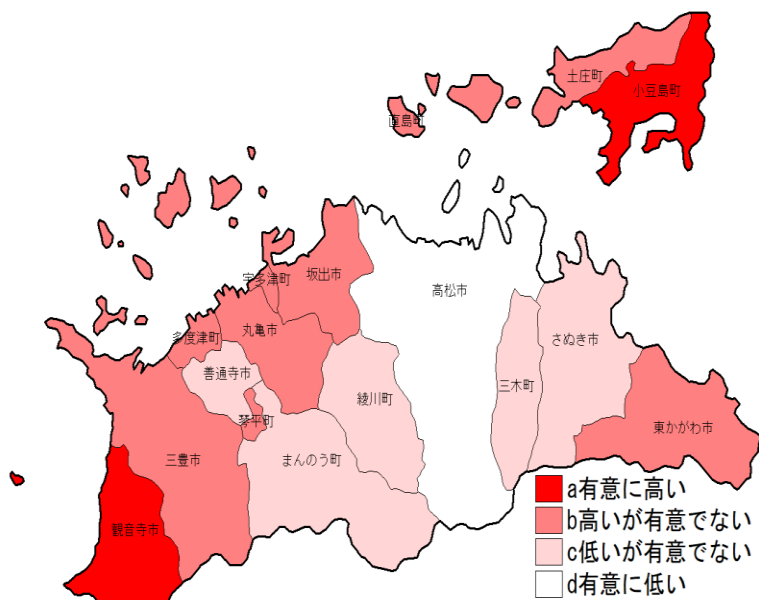 土庄町
小豆島町
直島町
宇多津町
坂出市
高松市
多度津町
丸亀市
さぬき市
善通寺市
三木町
綾川町
琴平町
東かがわ市
三豊市
まんのう町
観音寺市
a有意に高い
b高いが有意でない
c低いが有意でない
d有意に低い